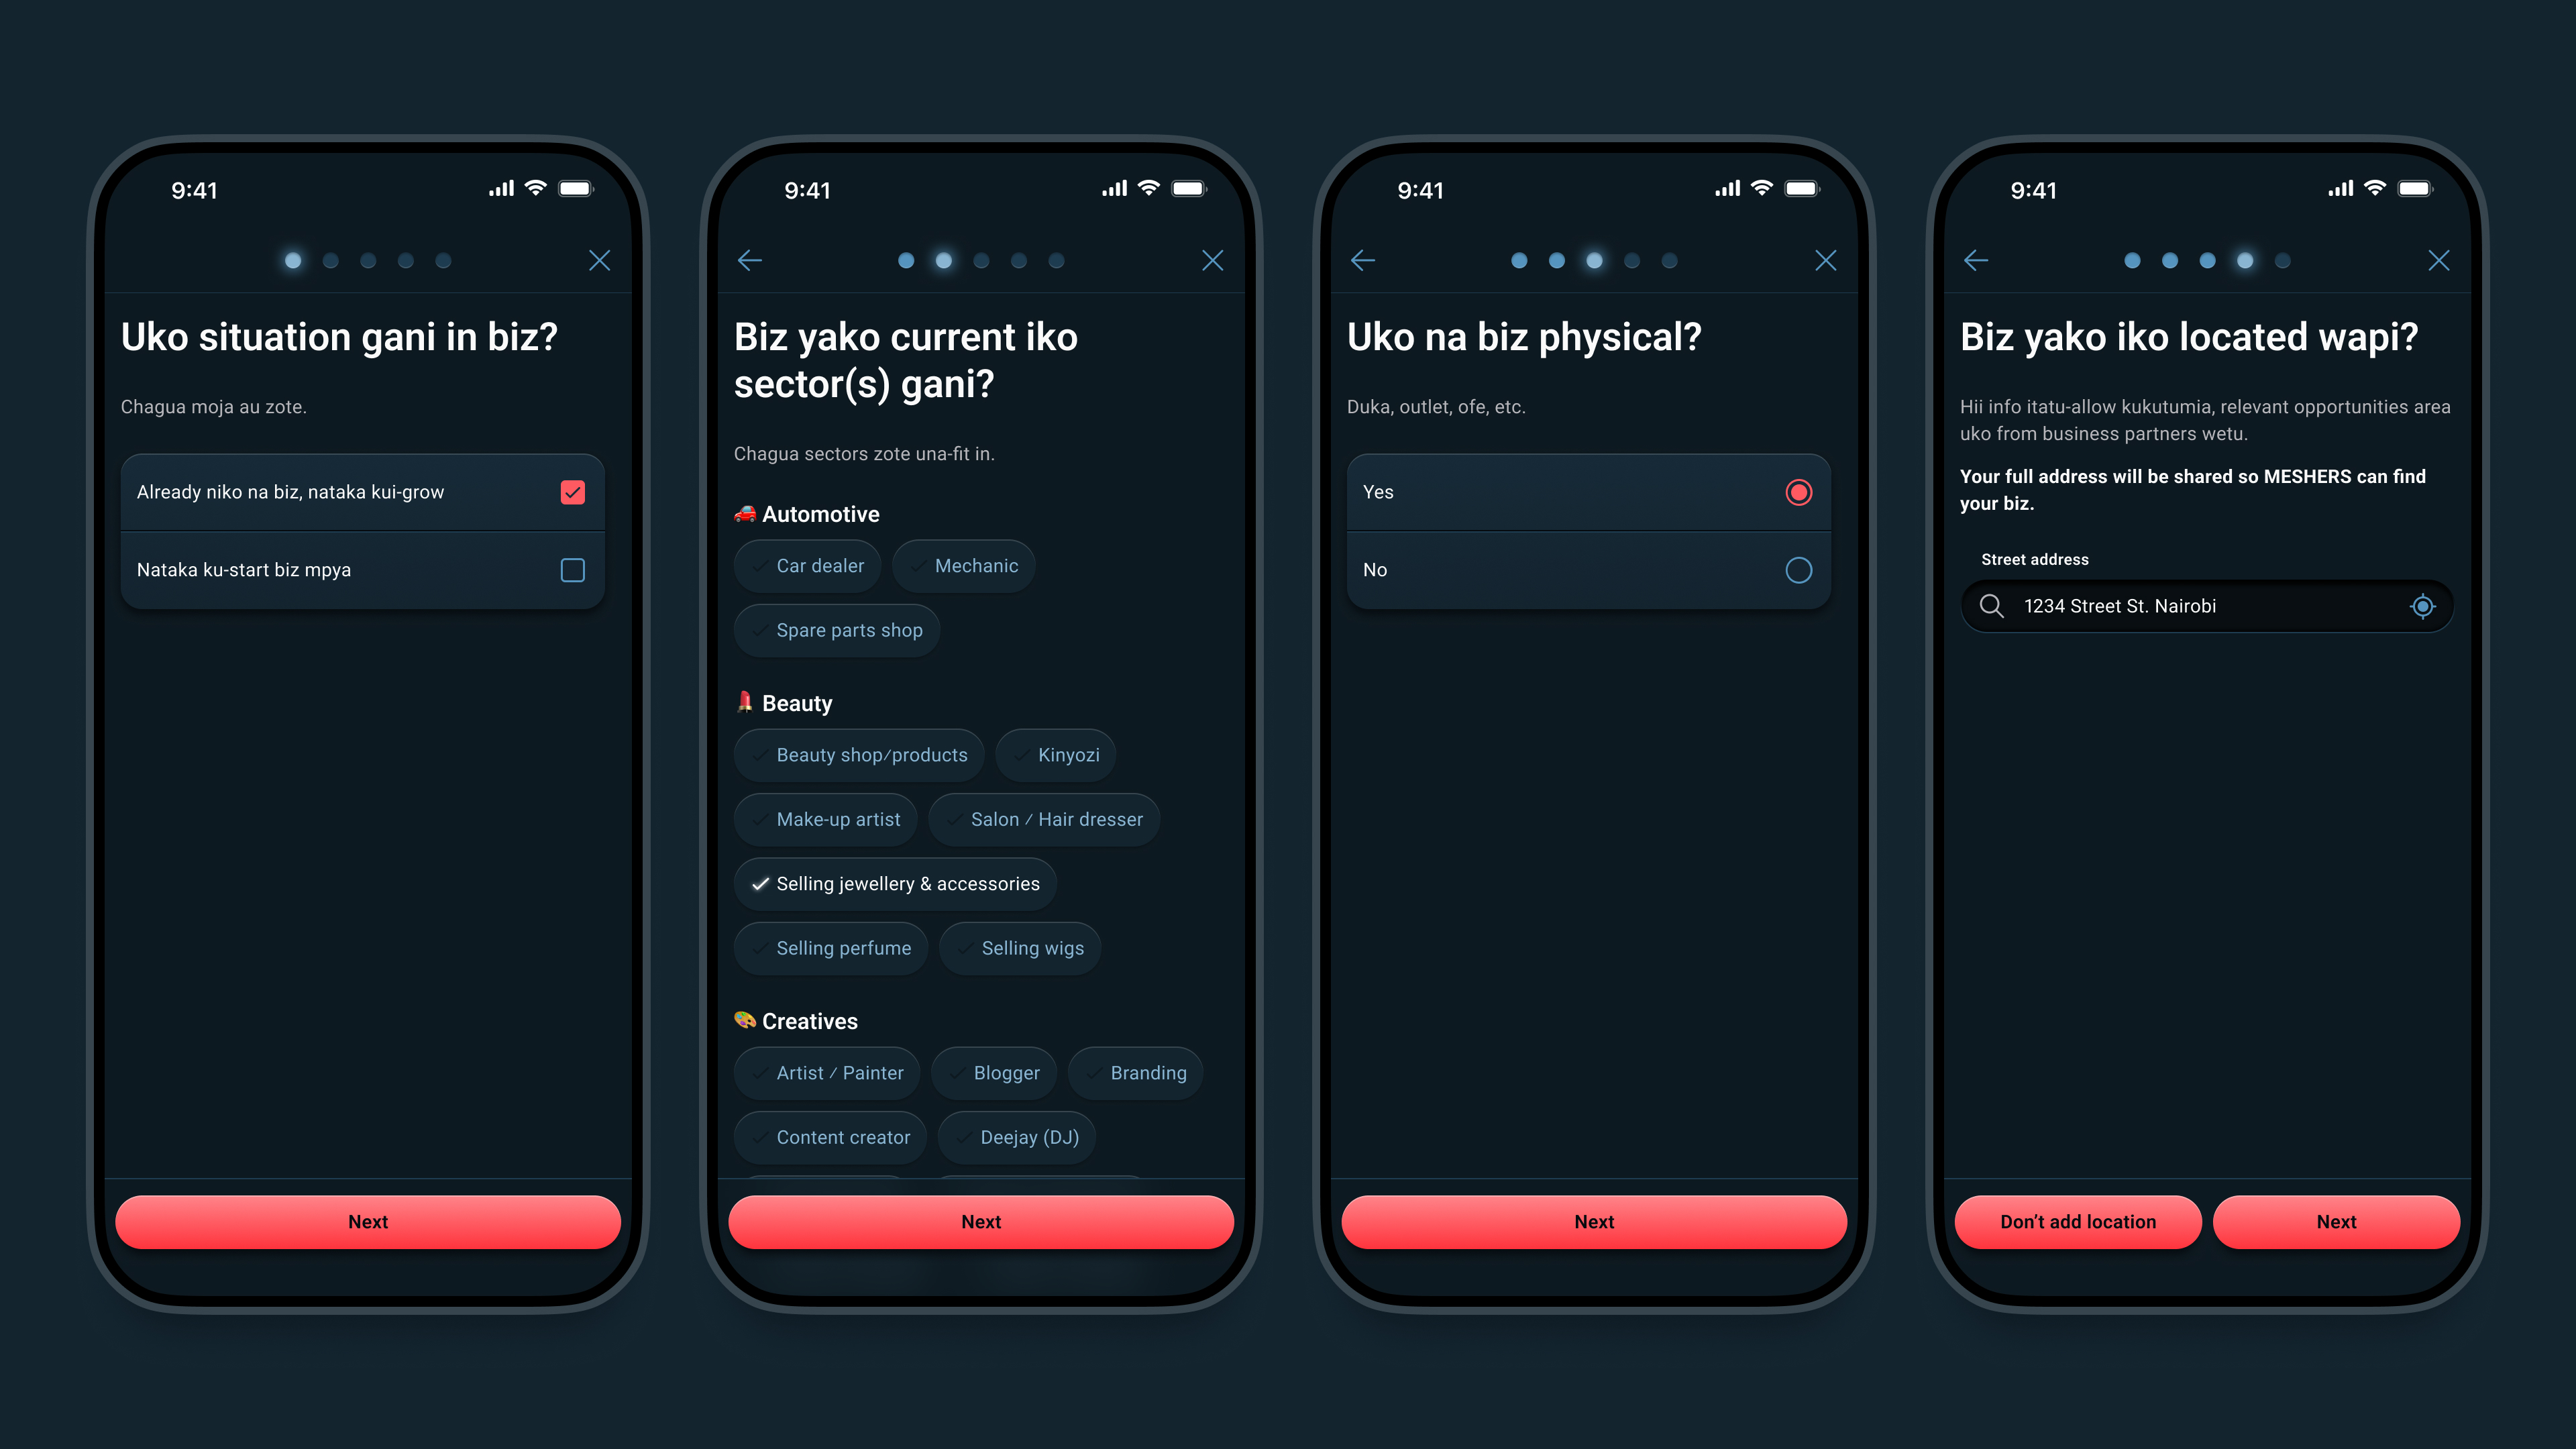 9:41
Uko situation gani in biz?
Chagua moja au zote.
Already niko na biz, nataka kui-grow
Nataka ku-start biz mpya
Next
9:41
Biz yako current iko
sector(s) gani?
Chagua sectors zote una-fit in.
Automotive
Car dealer
Mechanic
Spare parts shop
Beauty
Beauty shop/products
Kinyozi
Make-up artist
Salon / Hair dresser
Selling jewellery & accessories
Selling perfume
Selling wigs
Creatives
Artist / Painter
Blogger
Branding
Content creator
Deejay (DJ)
Next
9:41
Uko na biz physical?
Duka, outlet, ofe, etc.
Yes
No
Next
9:41
Biz yako iko located wapi?
Hii info itatu-allow kukutumia, relevant opportunities area
uko from business partners wetu.
Your full address will be shared so MESHERS can find
your biz.
Street address
1234 Street St. Nairobi
Don’t add location
Next